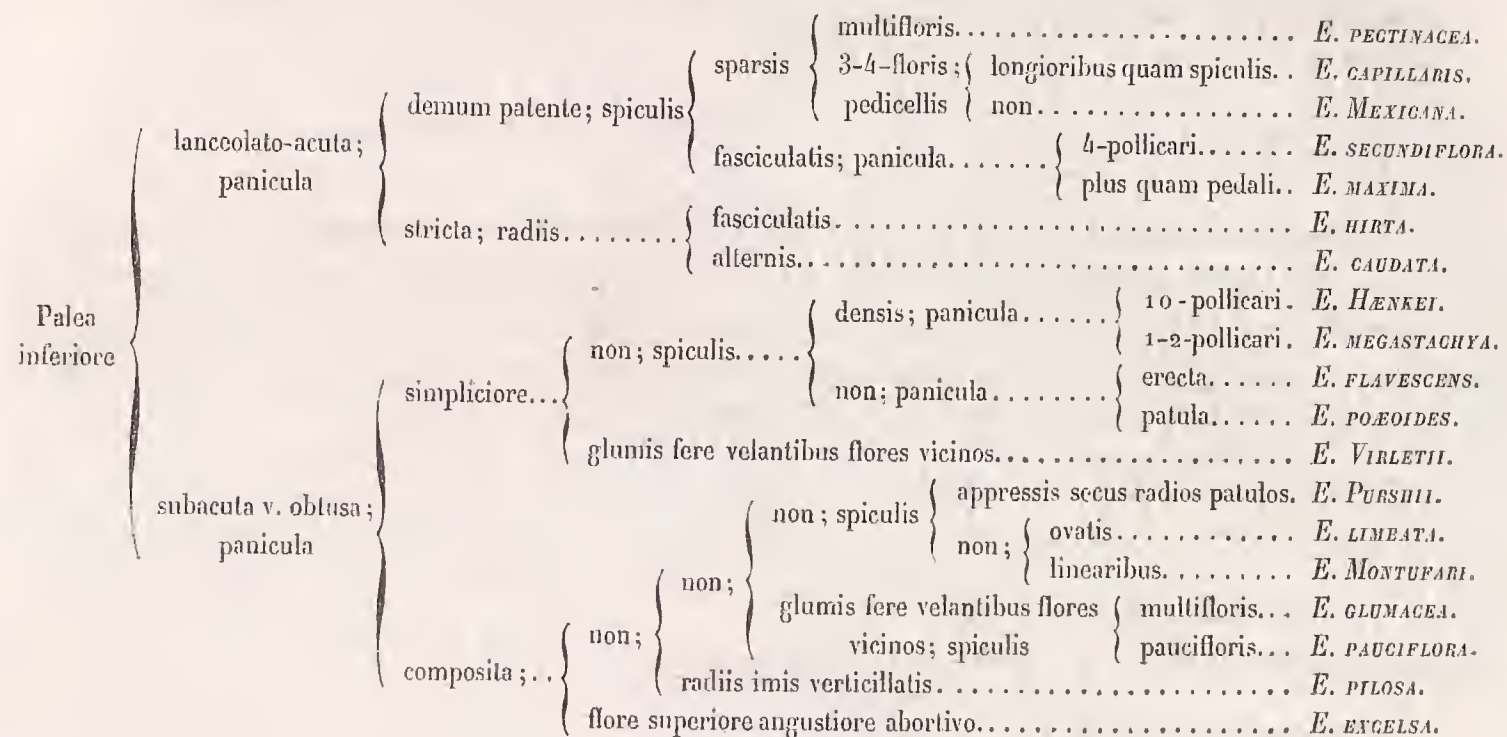 multifloris....................... E. PECTINACEA.
sparsis 3-4-floris; longioribus quam spiculis.. E. CAPILLARIS.
demum patente; spiculis pedicellis non.................... E. MEXICANA.
lanceolato-acuta; fasciculatis; panicula....... 4-pollicari....... E. SECUNDIFLORA.
panicula plus quam pedali.. E. MAXIMA.
stricta; radiis........ fasciculatis............................. E. HIRTA.
alternis................................ E. CAUDATA.
Palea densis; panicula...... 10-pollicari. E. HÆNKEI.
inferiore non; spiculis..... 1-2-pollicari. E. MEGASTACHYA.
simpliciore... non; panicula........ erecta...... E. FLAVESCENS.
patula...... E. POÆOIDES.
glumis fere velantibus flores vicinos.................. E. VIRLETII.
subacuta v. obtusa; appressis secus radios patulos. E. PURSHII.
panicula non; spiculis non; ovatis............ E. LIMBATA.
linearibus......... E. MONTUFARI.
non; glumis fere velantibus flores multifloris... E. GLUMACEA.
non; vicinos; spiculis paucifloris... E. PAUCIFLORA.
composita;.. radiis imis verticillatis...................... E. PILOSA.
flore superiore angustiore abortivo................... E. EXCELSA.